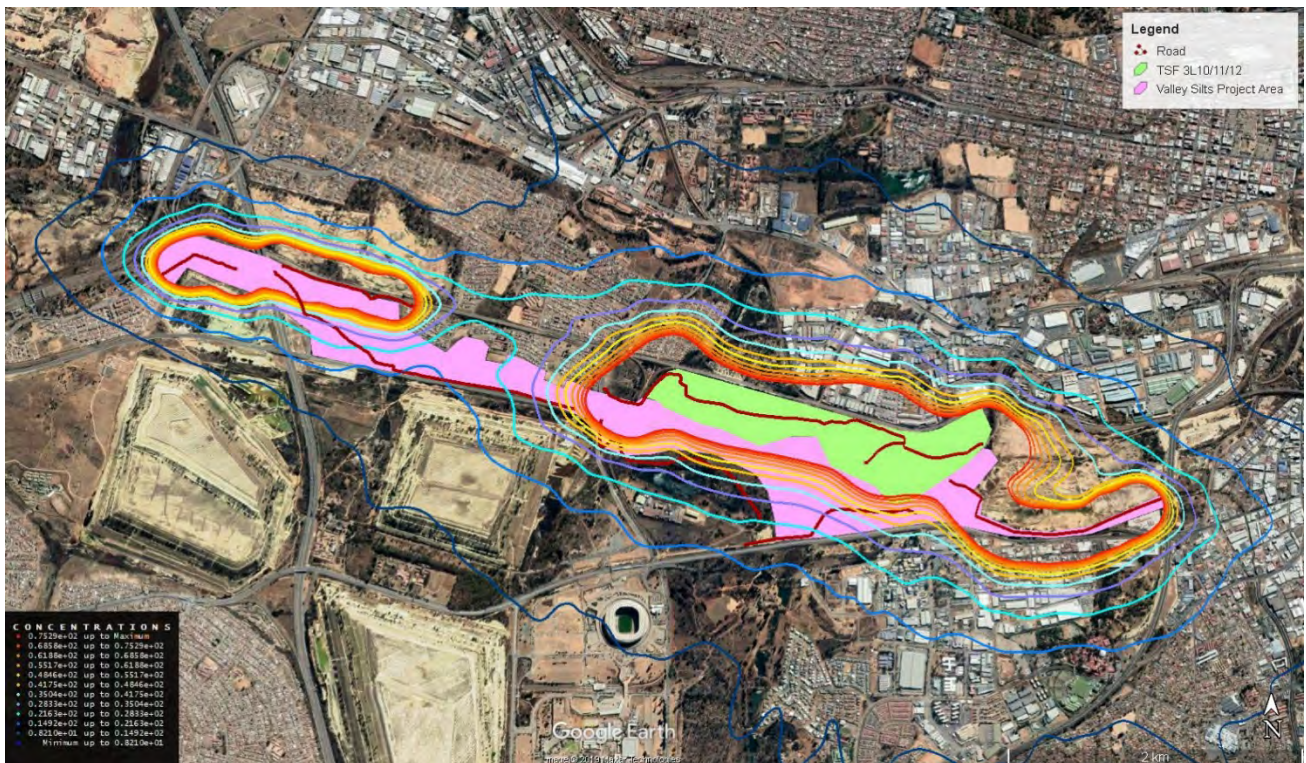 Legend
Road
TSF 3L10/11/12
Valley Silts Project Area
CONCENTRATIONS
0.7529e+02 up to Maximum
0.6858e+02 up to 0.7529e+02
0.6188e+02 up to 0.6858e+02
0.5517e+02 up to 0.6188e+02
0.4846e+02 up to 0.5517e+02
0.4175e+02 up to 0.4846e+02
0.3504e+02 up to 0.4175e+02
0.2833e+02 up to 0.3504e+02
0.2163e+02 up to 0.2833e+02
0.1492e+02 up to 0.2163e+02
0.8210e+01 up to 0.1492e+02
Minimum up to 0.8210e+01
Google Earth
N
2 km